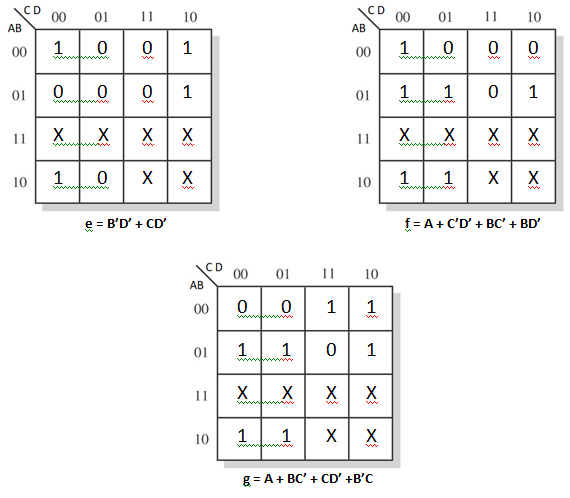 C D 00 01 11 10
AB
00 1 0 0 1
01 0 0 0 1
11 X X X X
10 1 0 X X
e = B'D' + CD'
C D 00 01 11 10
AB
00 1 0 0 0
01 1 1 0 1
11 X X X X
10 1 1 X X
f = A + C'D' + BC' + BD'
C D 00 01 11 10
AB
00 0 0 1 1
01 1 1 0 1
11 X X X X
10 1 1 X X
g = A + BC' + CD' +B'C